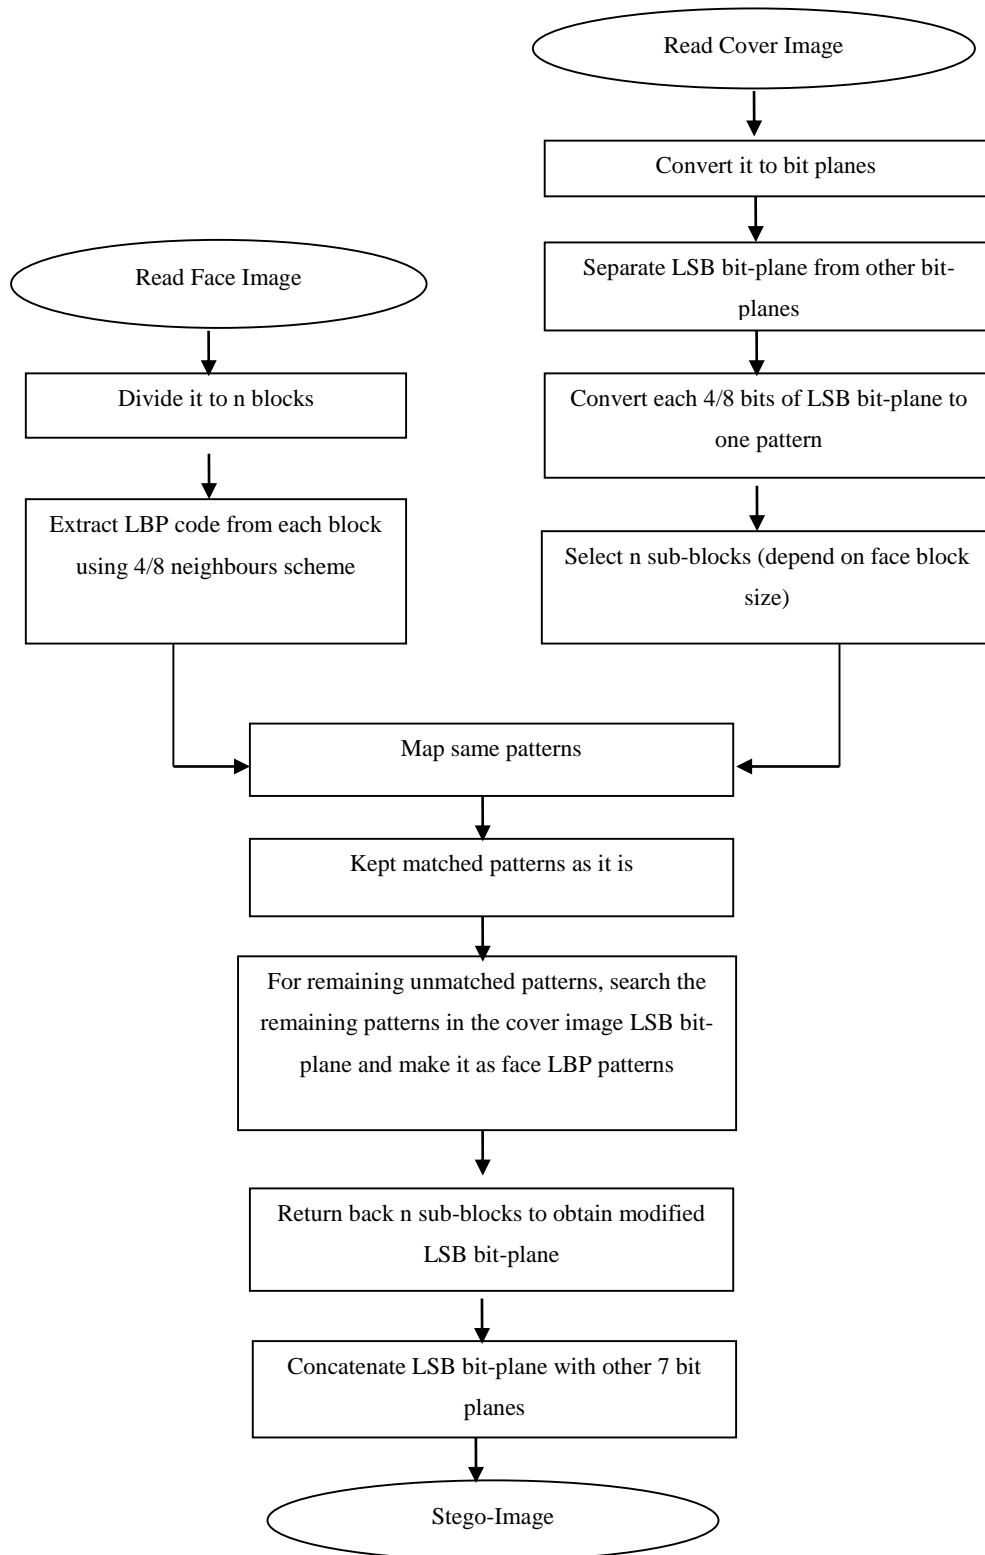 Read Cover Image
Convert it to bit planes
Separate LSB bit-plane from other bit-
planes
Convert each 4/8 bits of LSB bit-plane to
one pattern
Select n sub-blocks (depend on face block
size)
Read Face Image
Divide it to n blocks
Extract LBP code from each block
using 4/8 neighbours scheme
Map same patterns
Kept matched patterns as it is
For remaining unmatched patterns, search the
remaining patterns in the cover image LSB bit-
plane and make it as face LBP patterns
Return back n sub-blocks to obtain modified
LSB bit-plane
Concatenate LSB bit-plane with other 7 bit
planes
Stego-Image